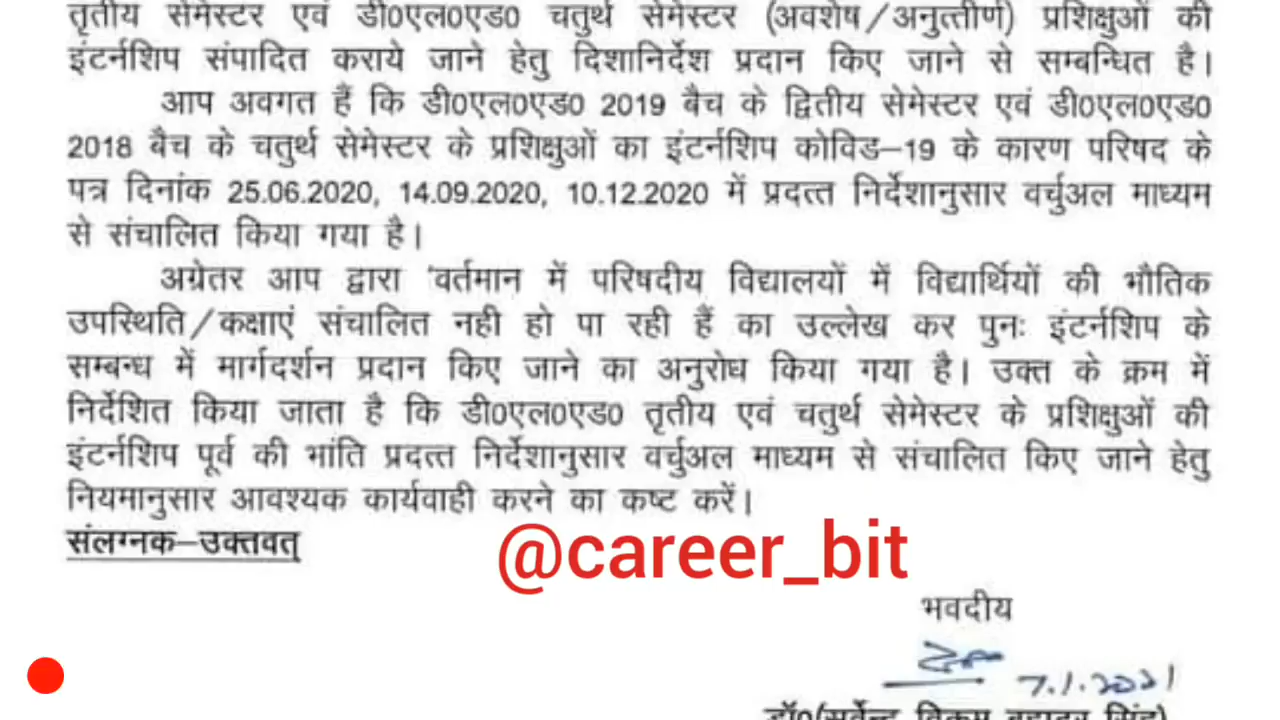 तृतीय सेमेस्टर एवं डी0एल0एड0 चतुर्थ सेमेस्टर (अवशेष/अनुत्तीर्ण) प्रशिक्षुओं की
इंटर्नशिप संपादित कराये जाने हेतु दिशानिर्देश प्रदान किए जाने से सम्बन्धित है।
आप अवगत हैं कि डी0एल0एड0 2019 बैच के द्वितीय सेमेस्टर एवं डी0एल0एड0
2018 बैच के चतुर्थ सेमेस्टर के प्रशिक्षुओं का इंटर्नशिप कोविड–19 के कारण परिषद के
पत्र दिनांक 25.06.2020, 14.09.2020, 10.12.2020 में प्रदत्त निर्देशानुसार वर्चुअल माध्यम
से संचालित किया गया है।
अग्रेतर आप द्वारा 'वर्तमान में परिषदीय विद्यालयों में विद्यार्थियों की भौतिक
उपस्थिति/कक्षाएं संचालित नही हो पा रही हैं का उल्लेख कर पुनः इंटर्नशिप के
सम्बन्ध में मार्गदर्शन प्रदान किए जाने का अनुरोध किया गया है। उक्त के क्रम में
निर्देशित किया जाता है कि डी0एल0एड0 तृतीय एवं चतुर्थ सेमेस्टर के प्रशिक्षुओं की
इंटर्नशिप पूर्व की भांति प्रदत्त निर्देशानुसार वर्चुअल माध्यम से संचालित किए जाने हेतु
नियमानुसार आवश्यक कार्यवाही करने का कष्ट करें।
संलग्नक–उक्तवत्
@career_bit
भवदीय
7.1.2021
डॉ0(सर्वेन्द्र विक्रम बहादुर सिंह)